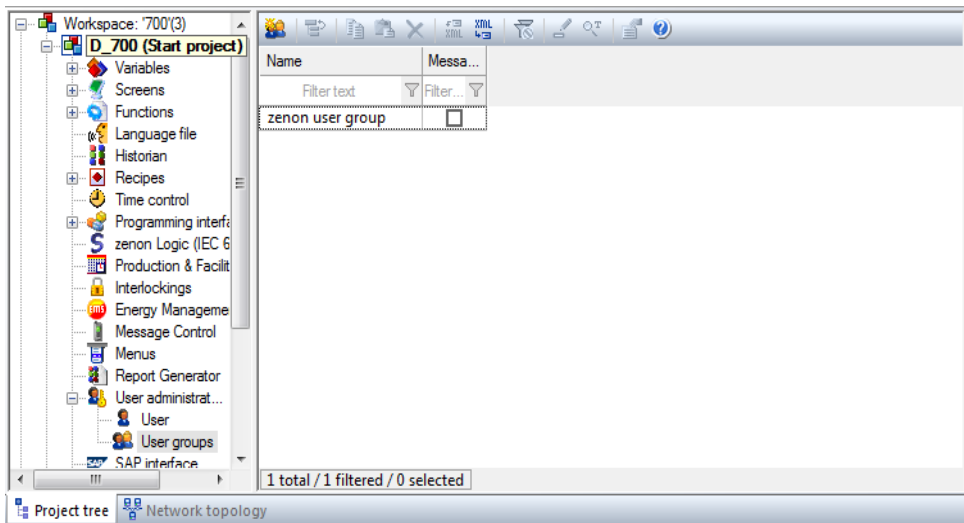 Workspace: '700'(3)
D_700 (Start project)
Variables
Screens
Functions
Language file
Historian
Recipes
Time control
Programming interfa
zenon Logic (IEC 6
Production & Facilit
Interlockings
Energy Manageme
Message Control
Menus
Report Generator
User administrat...
User
User groups
SAP interface
XML XML
Name Messa...
Filter text Filter...
zenon user group
1 total / 1 filtered / 0 selected
Project tree Network topology